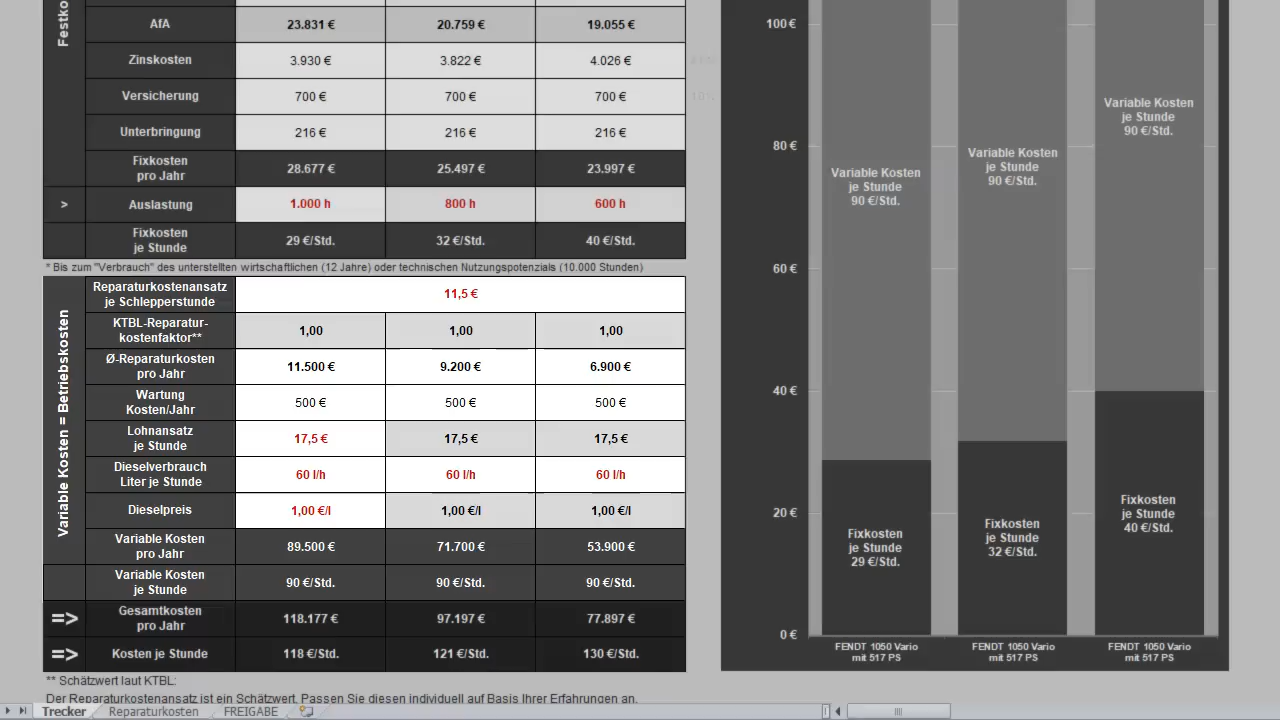 Festko
AfA 23.831 € 20.759 € 19.055 €
Zinskosten 3.930 € 3.822 € 4.026 €
Versicherung 700 € 700 € 700 €
Unterbringung 216 € 216 € 216 €
Fixkosten
pro Jahr 28.677 € 25.497 € 23.997 €
> Auslastung 1.000 h 800 h 600 h
Fixkosten
je Stunde 29 €/Std. 32 €/Std. 40 €/Std.
* Bis zum "Verbrauch" des unterstellten wirtschaftlichen (12 Jahre) oder technischen Nutzungspotenzials (10.000 Stunden)
Variable Kosten = Betriebskosten
Reparaturkostenansatz
je Schlepperstunde 11,5 €
KTBL-Reparatur-
kostenfaktor** 1,00 1,00 1,00
Ø-Reparaturkosten
pro Jahr 11.500 € 9.200 € 6.900 €
Wartung
Kosten/Jahr 500 € 500 € 500 €
Lohnansatz
je Stunde 17,5 € 17,5 € 17,5 €
Dieselverbrauch
Liter je Stunde 60 l/h 60 l/h 60 l/h
Dieselpreis 1,00 €/l 1,00 €/l 1,00 €/l
Variable Kosten
pro Jahr 89.500 € 71.700 € 53.900 €
Variable Kosten
je Stunde 90 €/Std. 90 €/Std. 90 €/Std.
=> Gesamtkosten
pro Jahr 118.177 € 97.197 € 77.897 €
=> Kosten je Stunde 118 €/Std. 121 €/Std. 130 €/Std.
** Schätzwert laut KTBL:
Der Reparaturkostenansatz ist ein Schätzwert. Passen Sie diesen individuell auf Basis Ihrer Erfahrungen an.
Trecker Reparaturkosten FREIGABE
100 €
80 €
60 €
40 €
20 €
0 €
Variable Kosten
je Stunde
90 €/Std.
Fixkosten
je Stunde
29 €/Std.
FENDT 1050 Vario
mit 517 PS
Variable Kosten
je Stunde
90 €/Std.
Fixkosten
je Stunde
32 €/Std.
FENDT 1050 Vario
mit 517 PS
Variable Kosten
je Stunde
90 €/Std.
Fixkosten
je Stunde
40 €/Std.
FENDT 1050 Vario
mit 517 PS